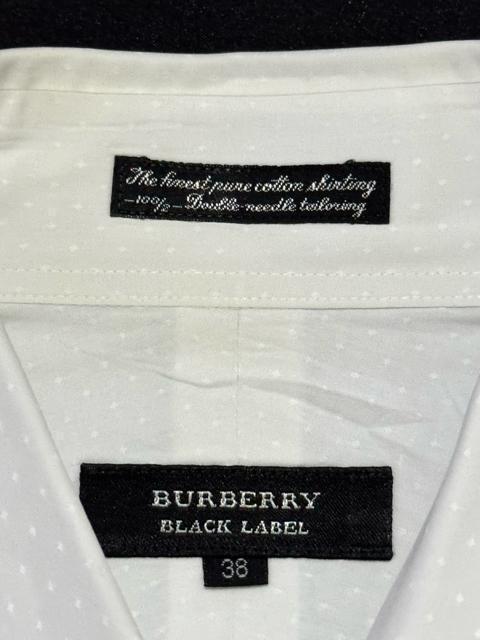 The finest pure cotton shirting
-100%- Double-needle tailoring
BURBERRY
BLACK LABEL
38